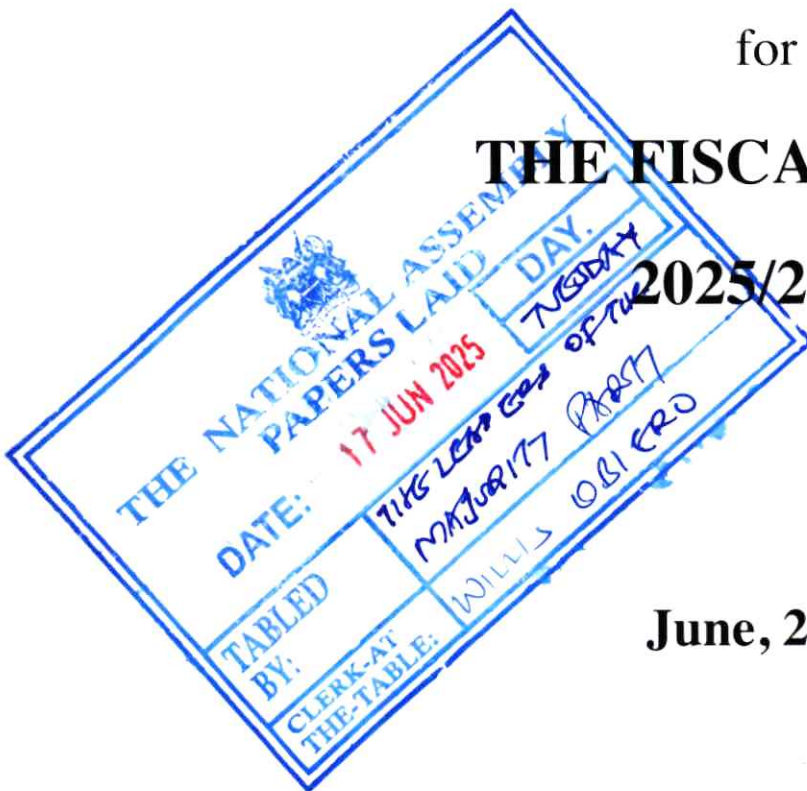 for
THE FISCA
2025/2
THE NATIONAL ASSEMBLY
PAPERS LAID
DATE: 17 JUN 2025
DAY.
TUESDAY
TABLED
BY:
THE LEADER OF THE
MAJORITY PARTY
CLERK-AT
THE-TABLE:
WILLIS OBIERO
June, 2